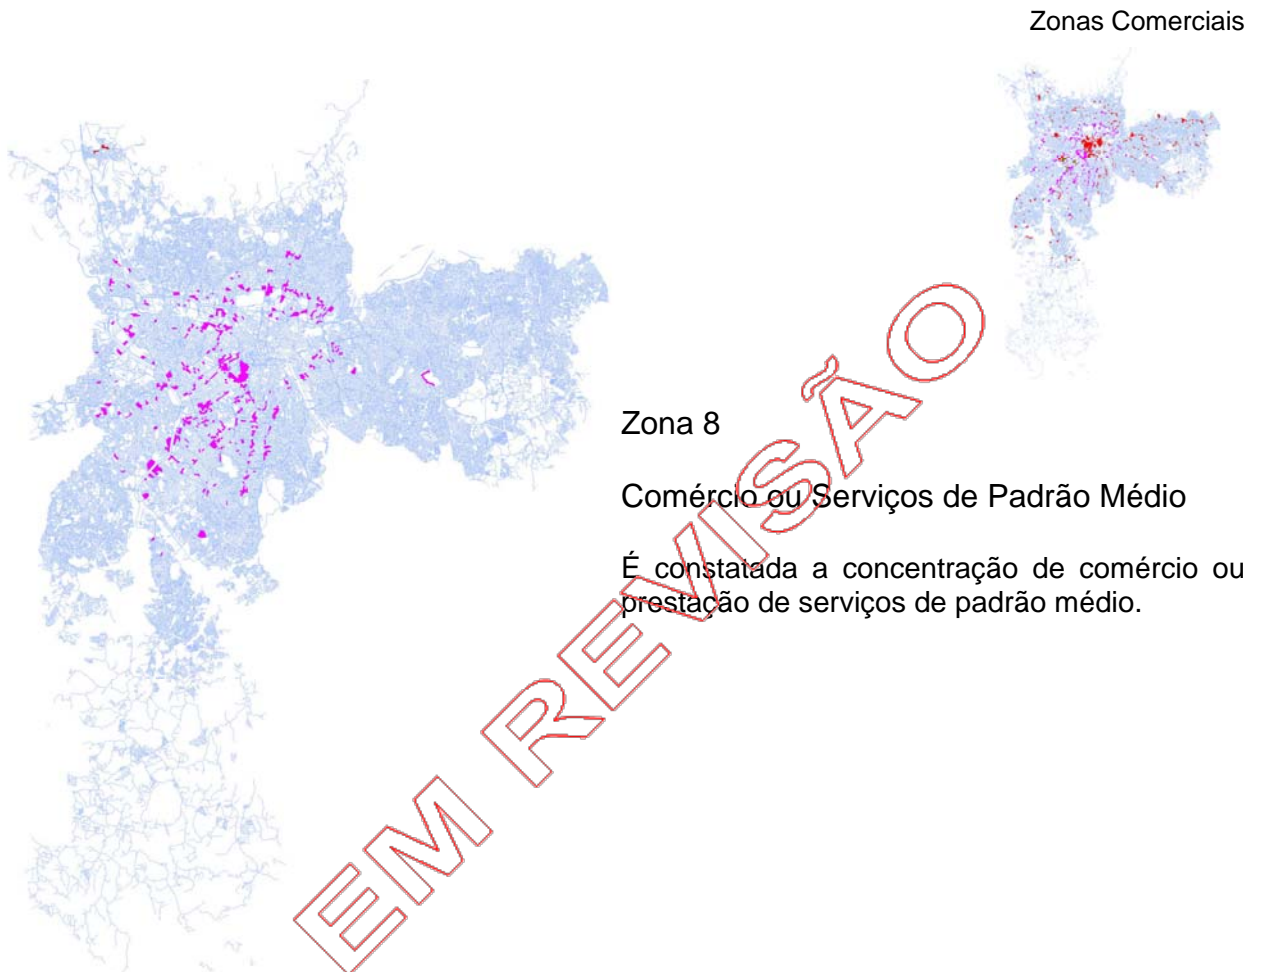 Zonas Comerciais
Zona 8
Comércio ou Serviços de Padrão Médio
É constatada a concentração de comércio ou
prestação de serviços de padrão médio.
EM REVISÃO